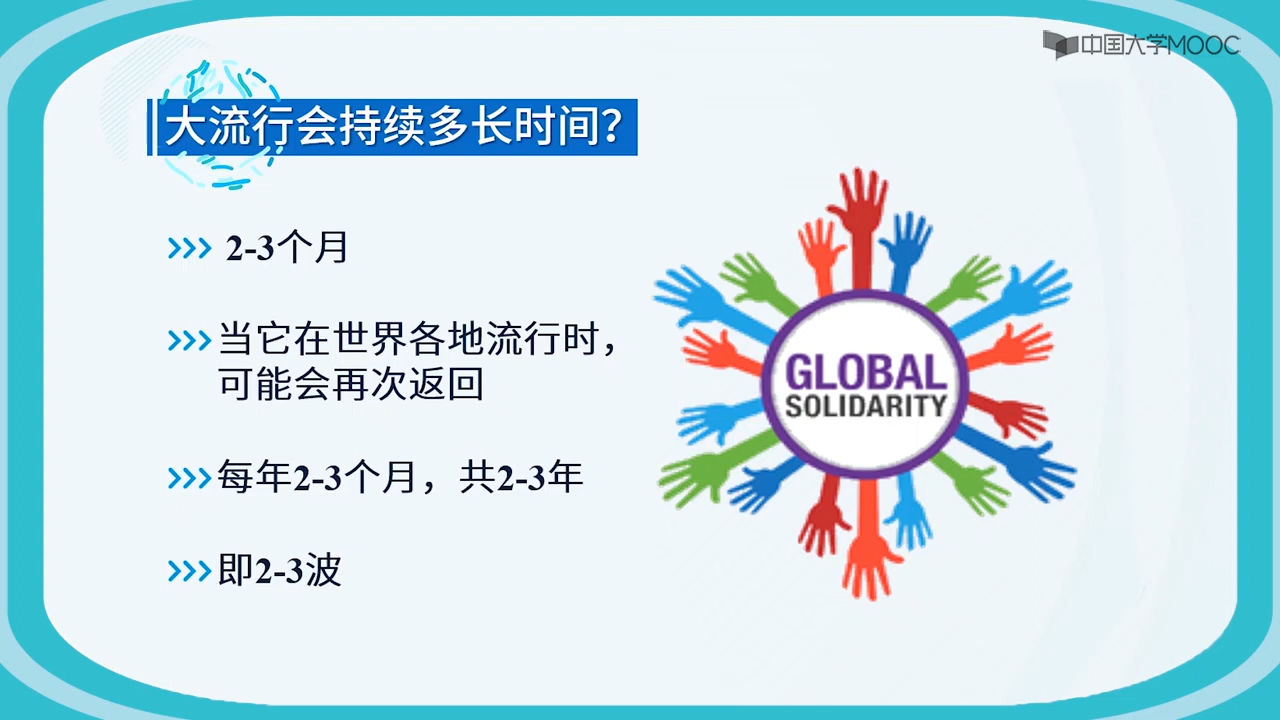 中国大学MOOC
大流行会持续多长时间？
2-3个月
当它在世界各地流行时，
可能会再次返回
每年2-3个月，共2-3年
即2-3波
GLOBAL
SOLIDARITY